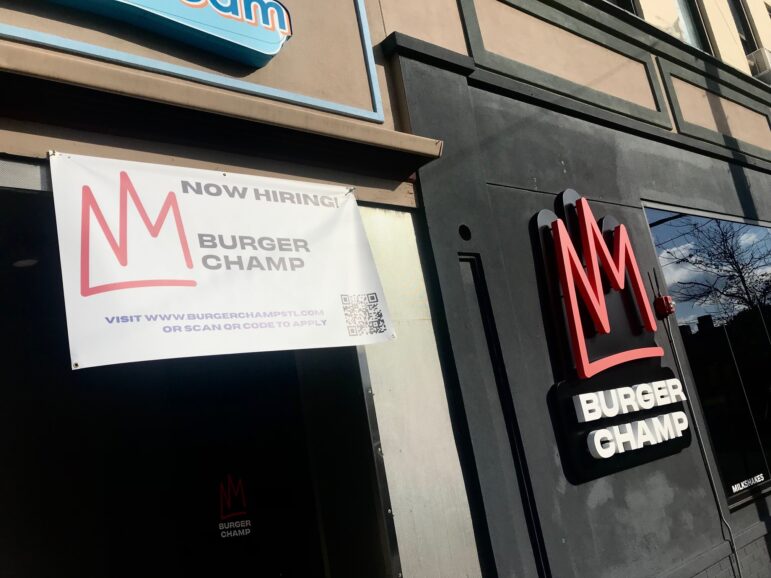 NOW HIRING!
BURGER
CHAMP
VISIT WWW.BURGERCHAMPSTL.COM
OR SCAN QR CODE TO APPLY
BURGER
CHAMP
BURGER
CHAMP
MILKSHAKES